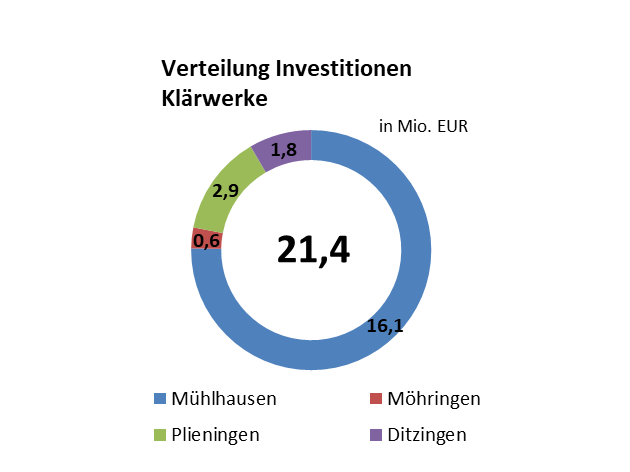 Verteilung Investitionen
Klärwerke
in Mio. EUR
1,8
2,9
0,6
21,4
16,1
Mühlhausen
Möhringen
Plieningen
Ditzingen